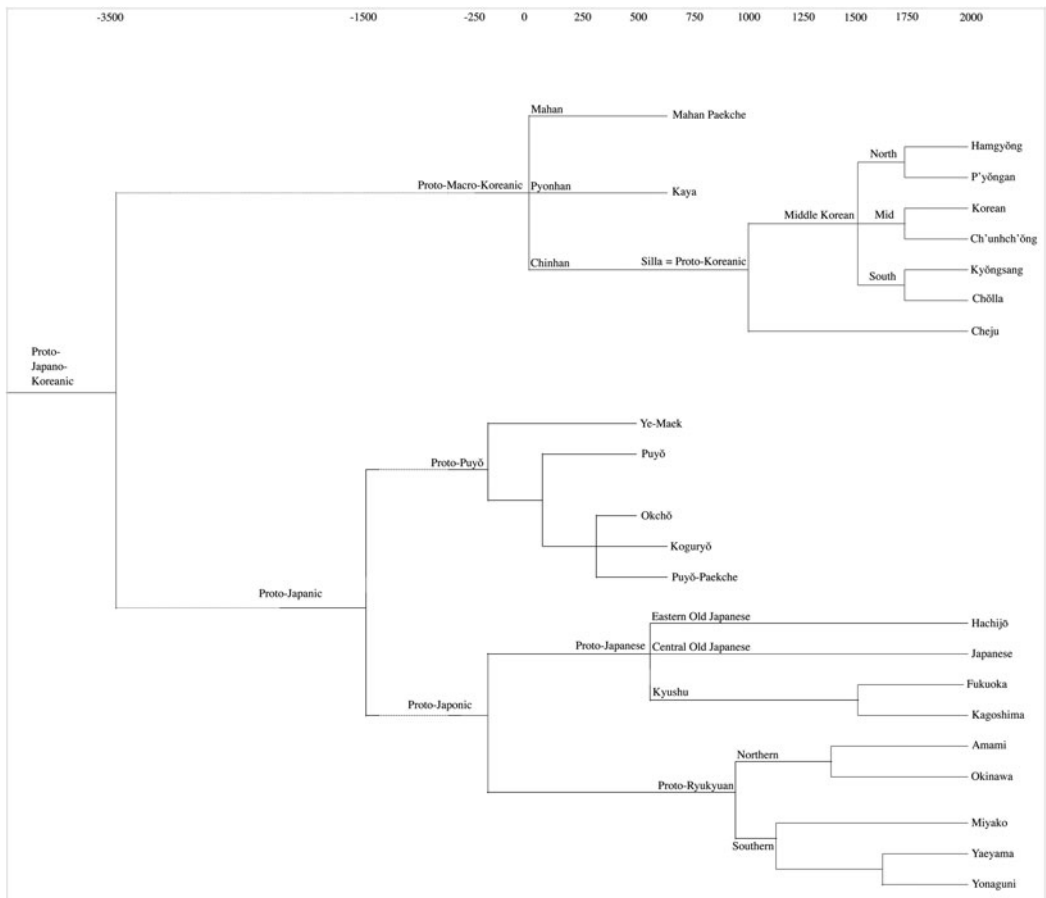 -3500 -1500 -250 0 250 500 750 1000 1250 1500 1750 2000
Mahan
Mahan Paekche
Hamgyŏng
North
P'yŏngan
Proto-Macro-Koreanic
Pyonhan
Kaya
Korean
Middle Korean
Mid
Ch'unhch'ŏng
Chinhan
Silla = Proto-Koreanic
Kyŏngsang
South
Chŏlla
Cheju
Proto-
Japano-
Koreanic
Ye-Maek
Puyŏ
Proto-Puyŏ
Okchŏ
Koguryŏ
Puyŏ-Paekche
Proto-Japanic
Eastern Old Japanese
Hachijō
Proto-Japanese
Central Old Japanese
Japanese
Fukuoka
Kyushu
Proto-Japonic
Kagoshima
Amami
Northern
Okinawa
Proto-Ryukyuan
Miyako
Southern
Yaeyama
Yonaguni